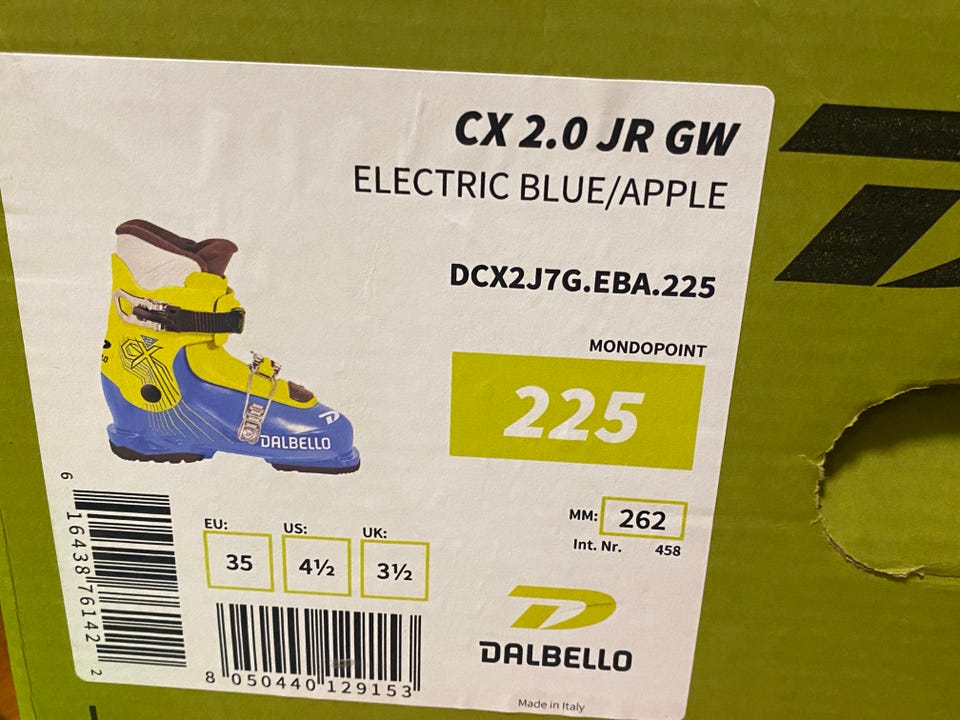 CX 2.0 JR GW
ELECTRIC BLUE/APPLE
DCX2J7G.EBA.225
MONDOPOINT
225
CX
DALBELLO
MM: 262
Int. Nr. 458
EU: US: UK:
35 4½ 3½
6 16438 76142 2
8 050440 129153
DALBELLO
Made in Italy